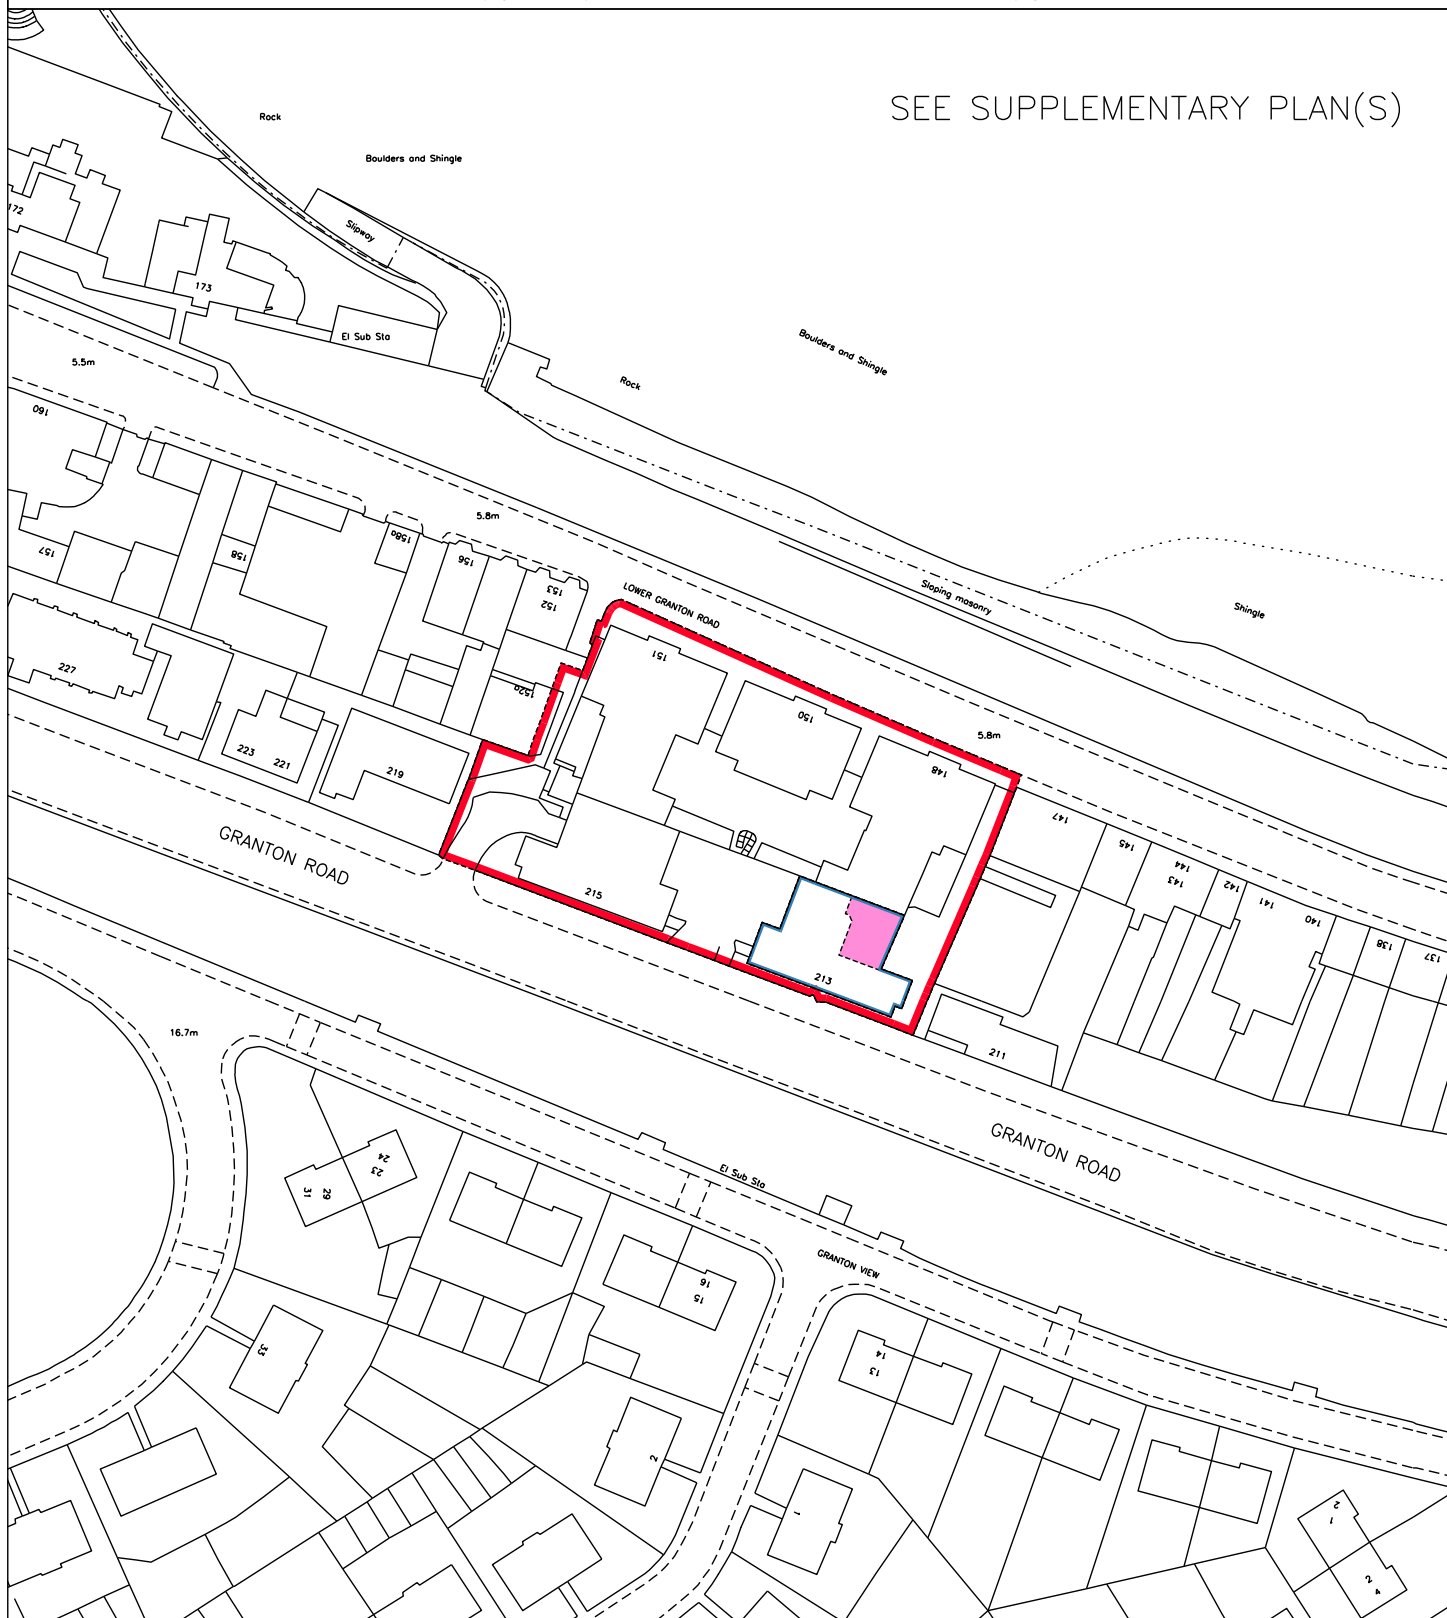 SEE SUPPLEMENTARY PLAN(S)
Rock
Boulders and Shingle
172
Slipway
173
El Sub Sta
Boulders and Shingle
5.5m
Rock
160
5.8m
158a
157
158
156
153
152
LOWER GRANTON ROAD
Sloping masonry
Shingle
227
151
152a
150
5.8m
223
221
219
148
147
145
144
143
142
141
140
138
137
GRANTON ROAD
215
213
211
16.7m
GRANTON ROAD
24
23
El Sub Sta
31
29
GRANTON VIEW
16
15
33
14
13
2
1
2
1
2
4